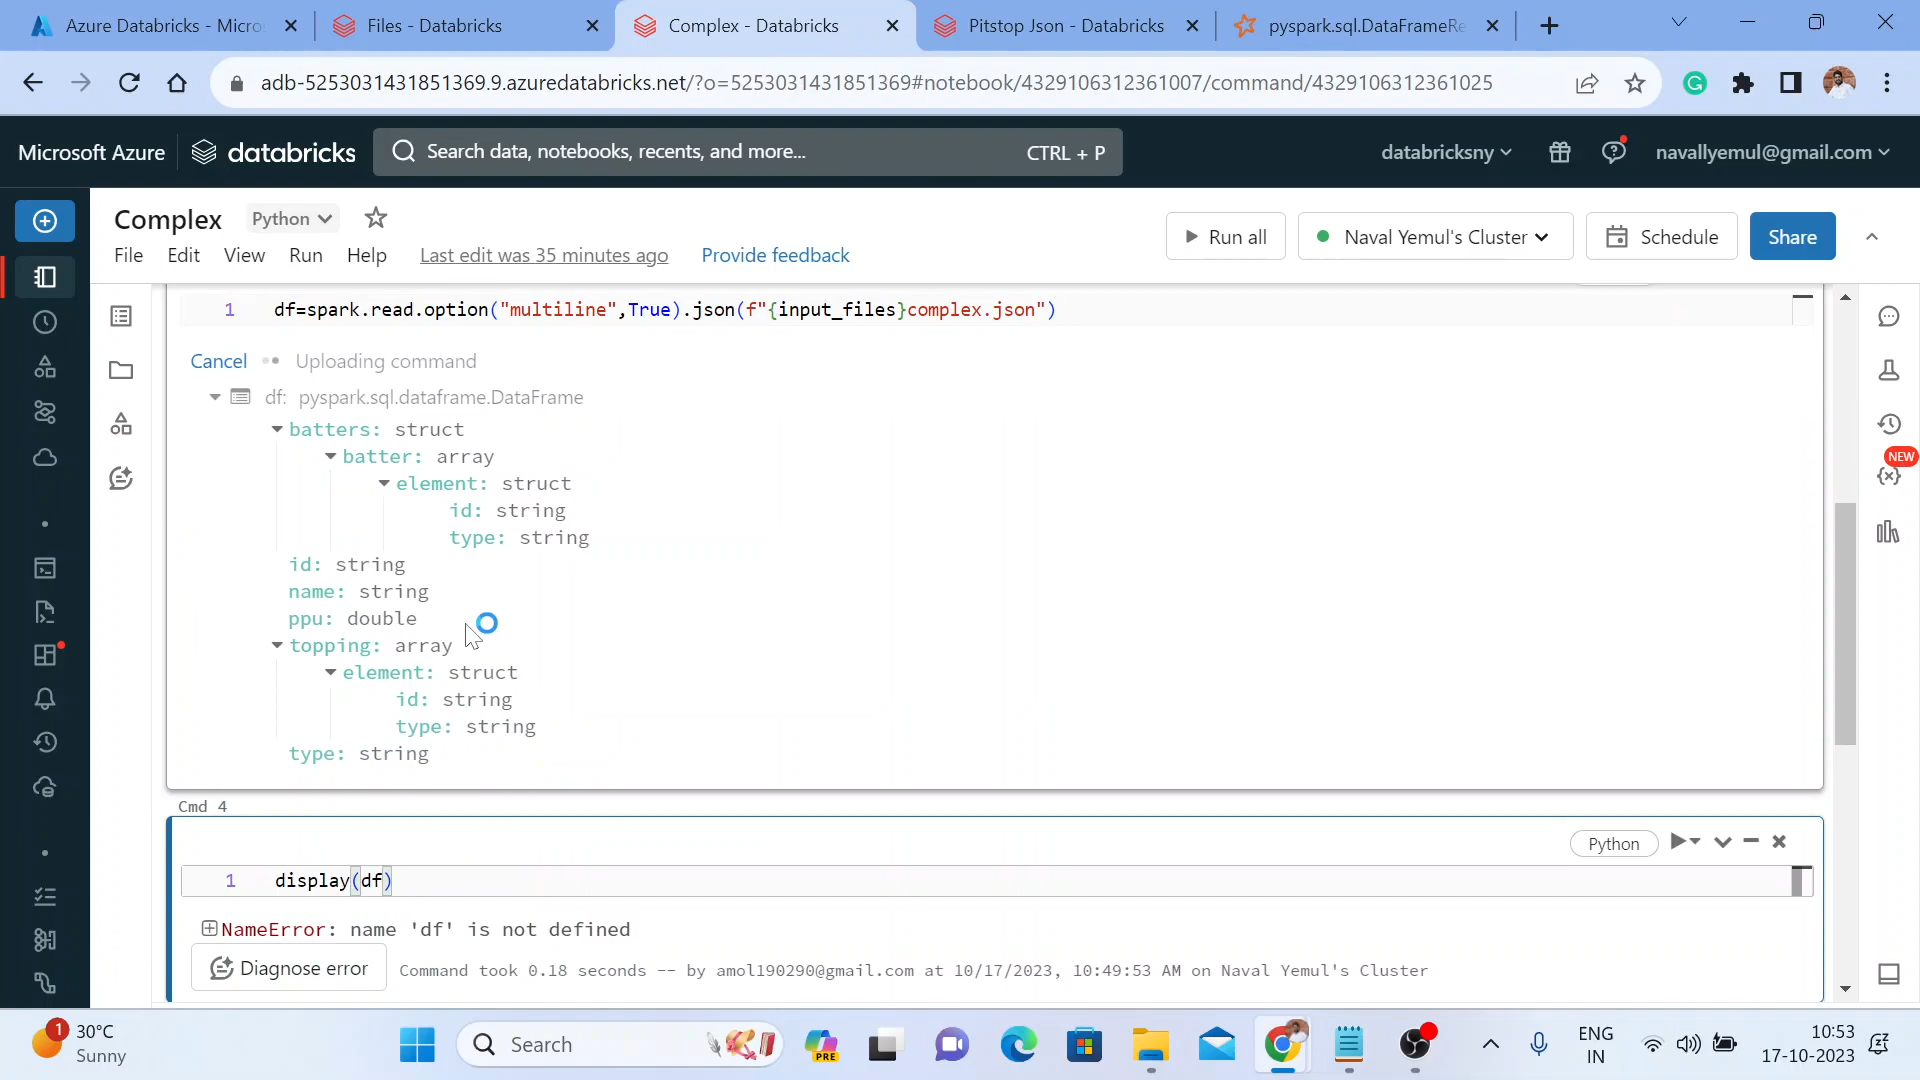 Azure Databricks - Micro
Files - Databricks
Complex - Databricks
Pitstop Json - Databricks
pyspark.sql.DataFrameRe
adb-5253031431851369.9.azuredatabricks.net/?o=5253031431851369#notebook/4329106312361007/command/4329106312361025
Microsoft Azure
databricks
Search data, notebooks, recents, and more...
CTRL + P
databricksny
navallyemul@gmail.com
Complex
Python
File Edit View Run Help
Last edit was 35 minutes ago
Provide feedback
Run all
Naval Yemul's Cluster
Schedule
Share
1 df=spark.read.option("multiline",True).json(f"{input_files}complex.json")
Cancel
Uploading command
df: pyspark.sql.dataframe.DataFrame
batters: struct
batter: array
element: struct
id: string
type: string
id: string
name: string
ppu: double
topping: array
element: struct
id: string
type: string
type: string
NEW
Cmd 4
Python
1 display(df)
NameError: name 'df' is not defined
Diagnose error
Command took 0.18 seconds -- by amol190290@gmail.com at 10/17/2023, 10:49:53 AM on Naval Yemul's Cluster
1
30°C
Sunny
Search
PRE
ENG
IN
10:53
17-10-2023